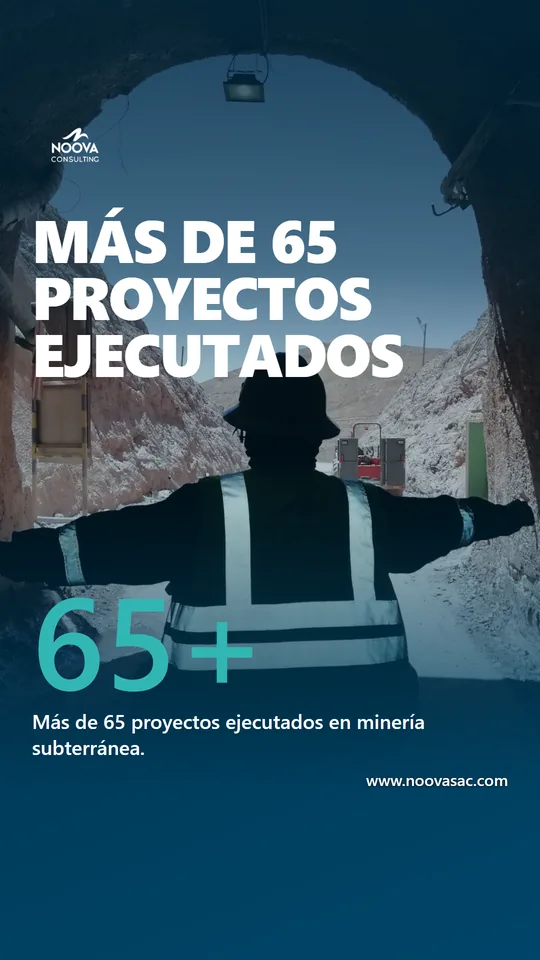 NOOVA
CONSULTING
MÁS DE 65
PROYECTOS
EJECUTADOS
65+
Más de 65 proyectos ejecutados en minería
subterránea.
www.noovasac.com